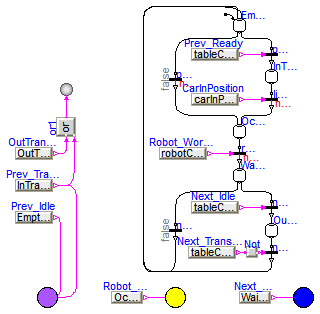 Em...
Prev_Ready
tableC...
p...
false
p...
h...
InT...
CarInPosition
carInP...
li...
h...
or1
or
OutTran...
OutT...
Oc...
Robot_Wor...
robotC...
r...
h...
Wa...
Prev_Tra...
InTra...
Prev_Idle
Empt...
Next_Idle
tableC...
n...
false
n...
Ou...
Next_Trans...
tableC...
Not
n...
Robot_...
Oc...
Next_...
Wai...